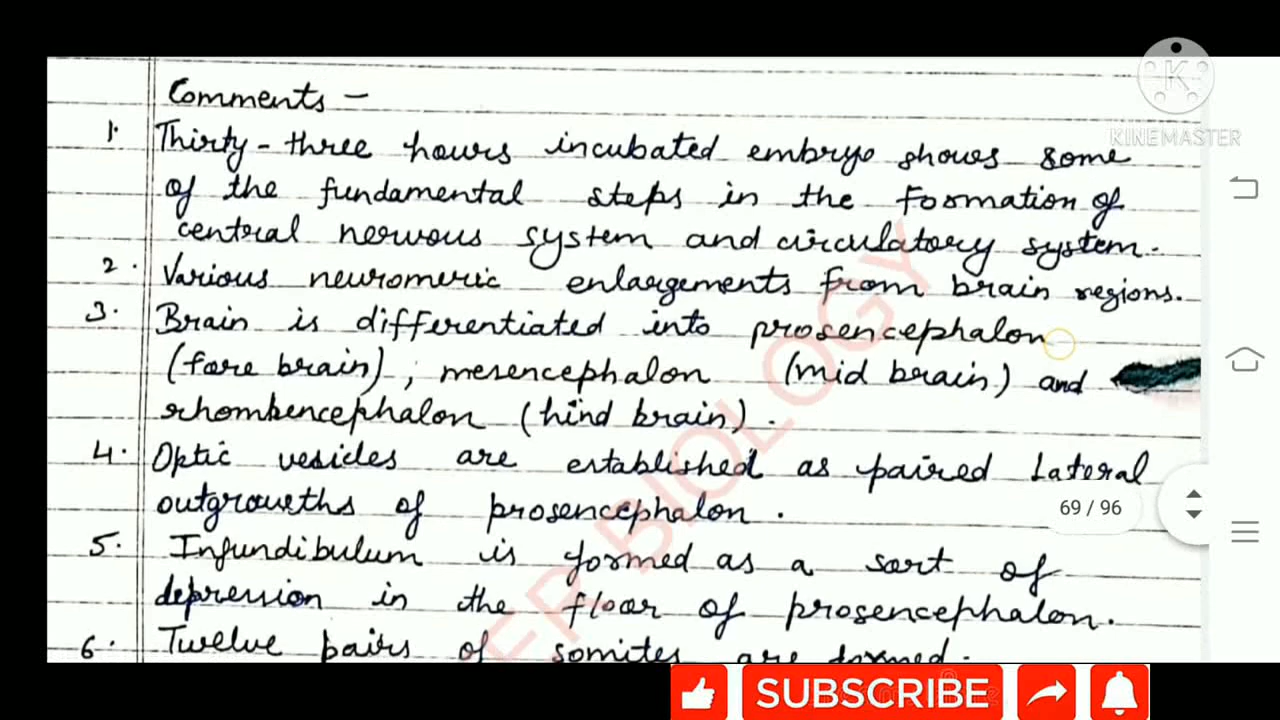 KINEMASTER
Comments -
1. Thirty-three hours incubated embryo shows some
of the fundamental steps in the formation of
central nervous system and circulatory system.
2. Various neuromeric enlargements from brain regions.
3. Brain is differentiated into prosencephalon
(fore brain), mesencephalon (mid brain) and
rhombencephalon (hind brain).
4. Optic vesicles are established as paired Lateral
outgrowths of prosencephalon.
69 / 96
5. Infundibulum is formed as a sort of
depression in the floor of prosencephalon.
6. Twelve pairs of somites are formed.
ER BIOLOGY
SUBSCRIBE